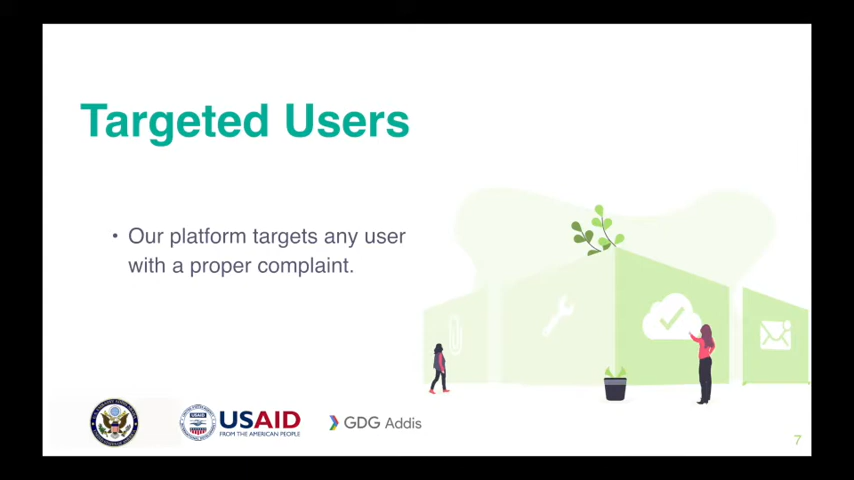 Targeted Users
• Our platform targets any user
with a proper complaint.
USAID
FROM THE AMERICAN PEOPLE
GDG Addis
7